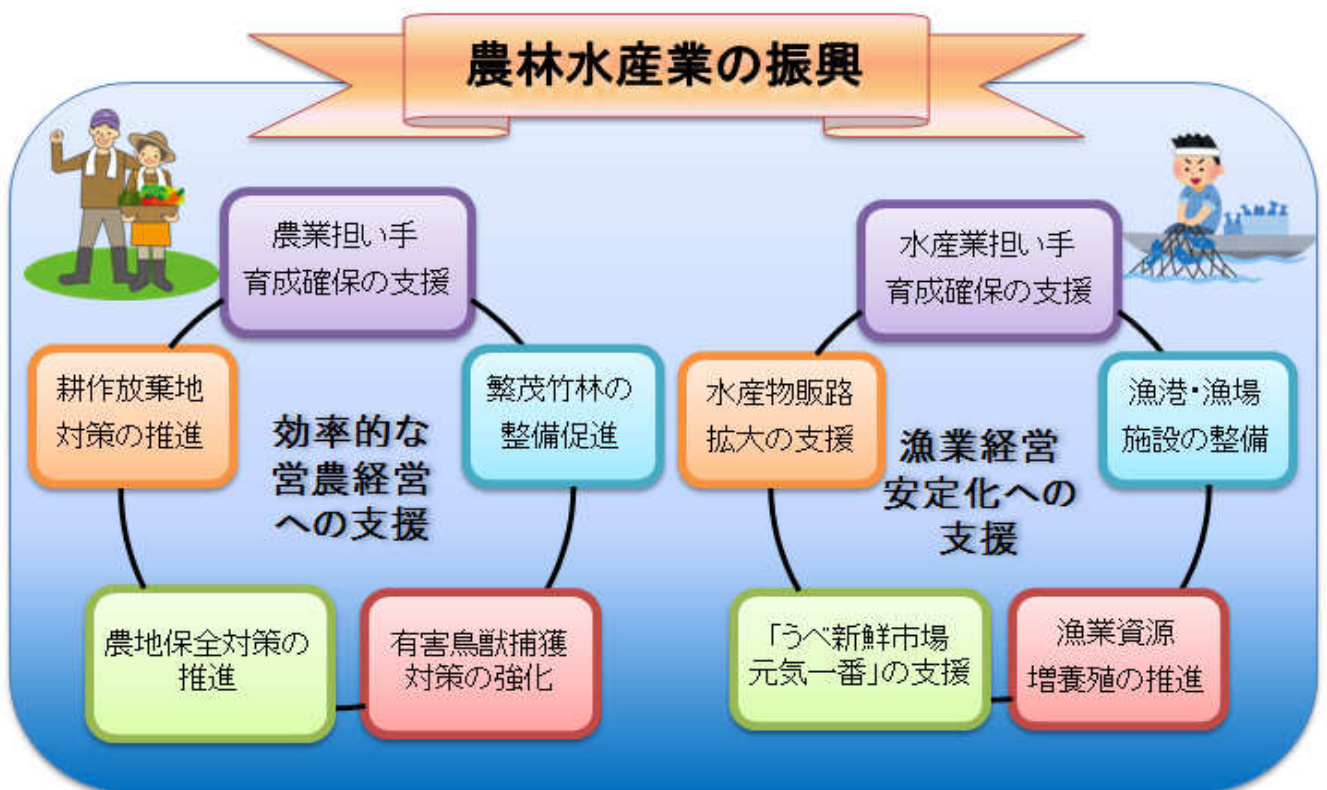 農林水産業の振興
農業担い手
育成確保の支援
耕作放棄地
対策の推進
繁茂竹林の
整備促進
効率的な
営農経営
への支援
農地保全対策の
推進
有害鳥獣捕獲
対策の強化
水産業担い手
育成確保の支援
水産物販路
拡大の支援
漁港・漁場
施設の整備
漁業経営
安定化への
支援
「うべ新鮮市場
元気一番」の支援
漁業資源
増養殖の推進